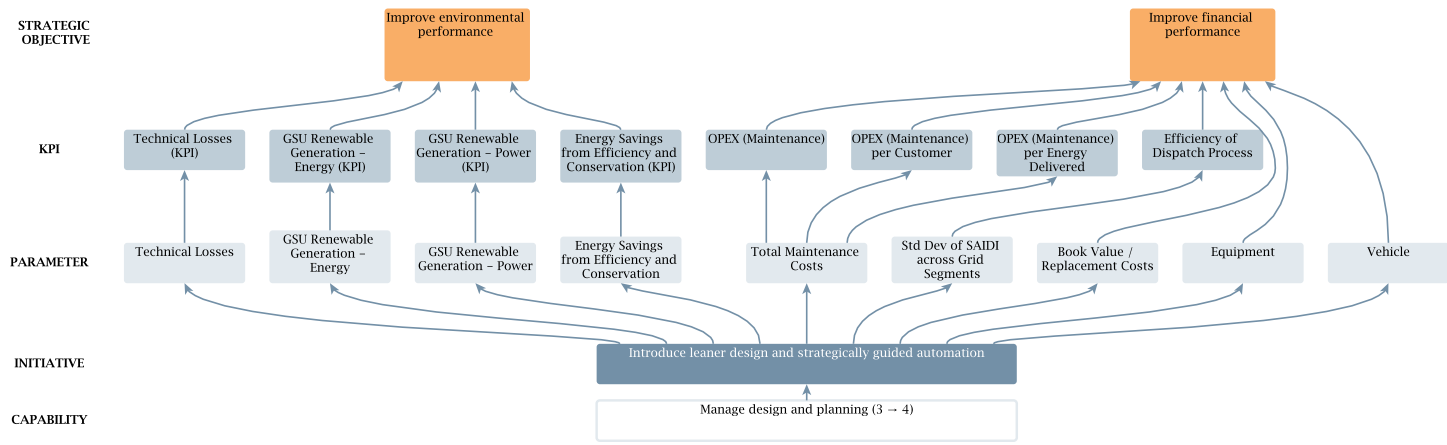 STRATEGIC
OBJECTIVE
Improve environmental
performance
Improve financial
performance
KPI
Technical Losses
(KPI)
GSU Renewable
Generation –
Energy (KPI)
GSU Renewable
Generation – Power
(KPI)
Energy Savings
from Efficiency and
Conservation (KPI)
OPEX (Maintenance)
OPEX (Maintenance)
per Customer
OPEX (Maintenance)
per Energy
Delivered
Efficiency of
Dispatch Process
PARAMETER
Technical Losses
GSU Renewable
Generation –
Energy
GSU Renewable
Generation – Power
Energy Savings
from Efficiency and
Conservation
Total Maintenance
Costs
Std Dev of SAIDI
across Grid
Segments
Book Value /
Replacement Costs
Equipment
Vehicle
INITIATIVE
Introduce leaner design and strategically guided automation
CAPABILITY
Manage design and planning (3 → 4)